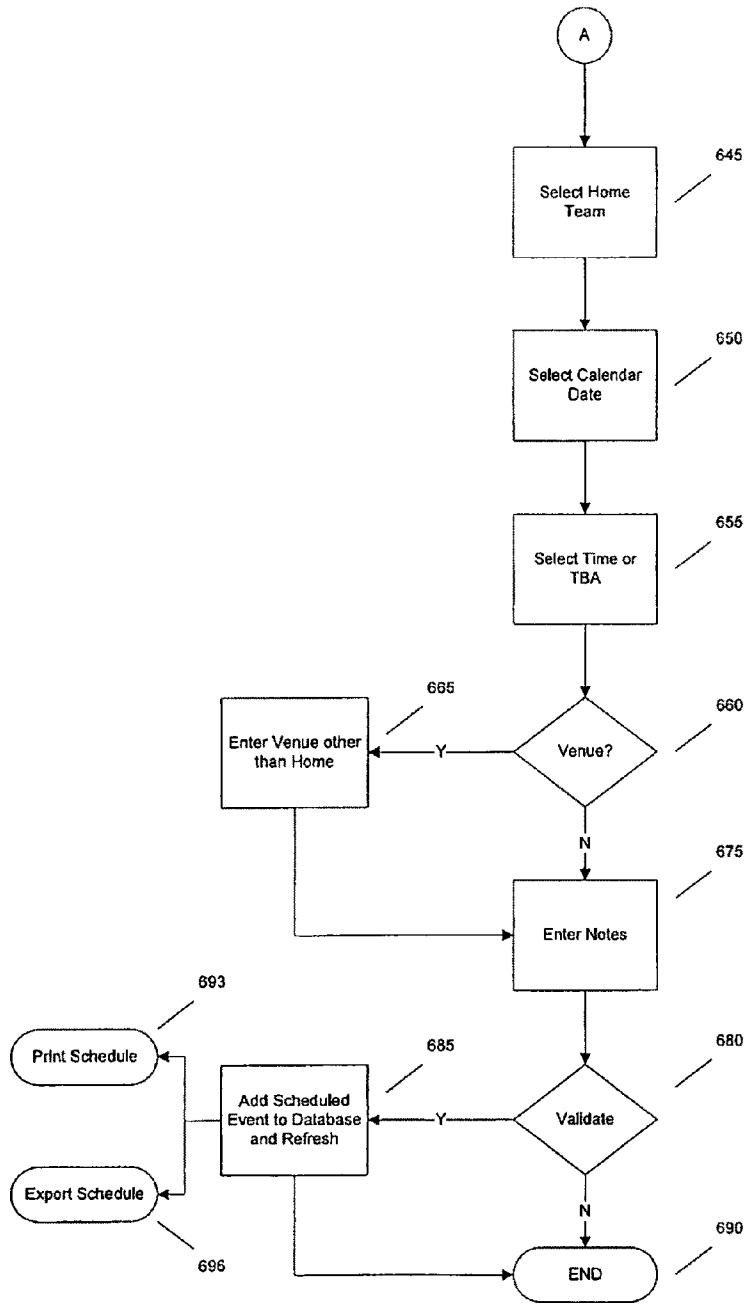 A
645
Select Home
Team
650
Select Calendar
Date
655
Select Time or
TBA
665
660
Enter Venue other
than Home
Y
Venue?
N
675
Enter Notes
693
680
Print Schedule
685
Add Scheduled
Event to Database
and Refresh
Y
Validate
N
Export Schedule
696
690
END